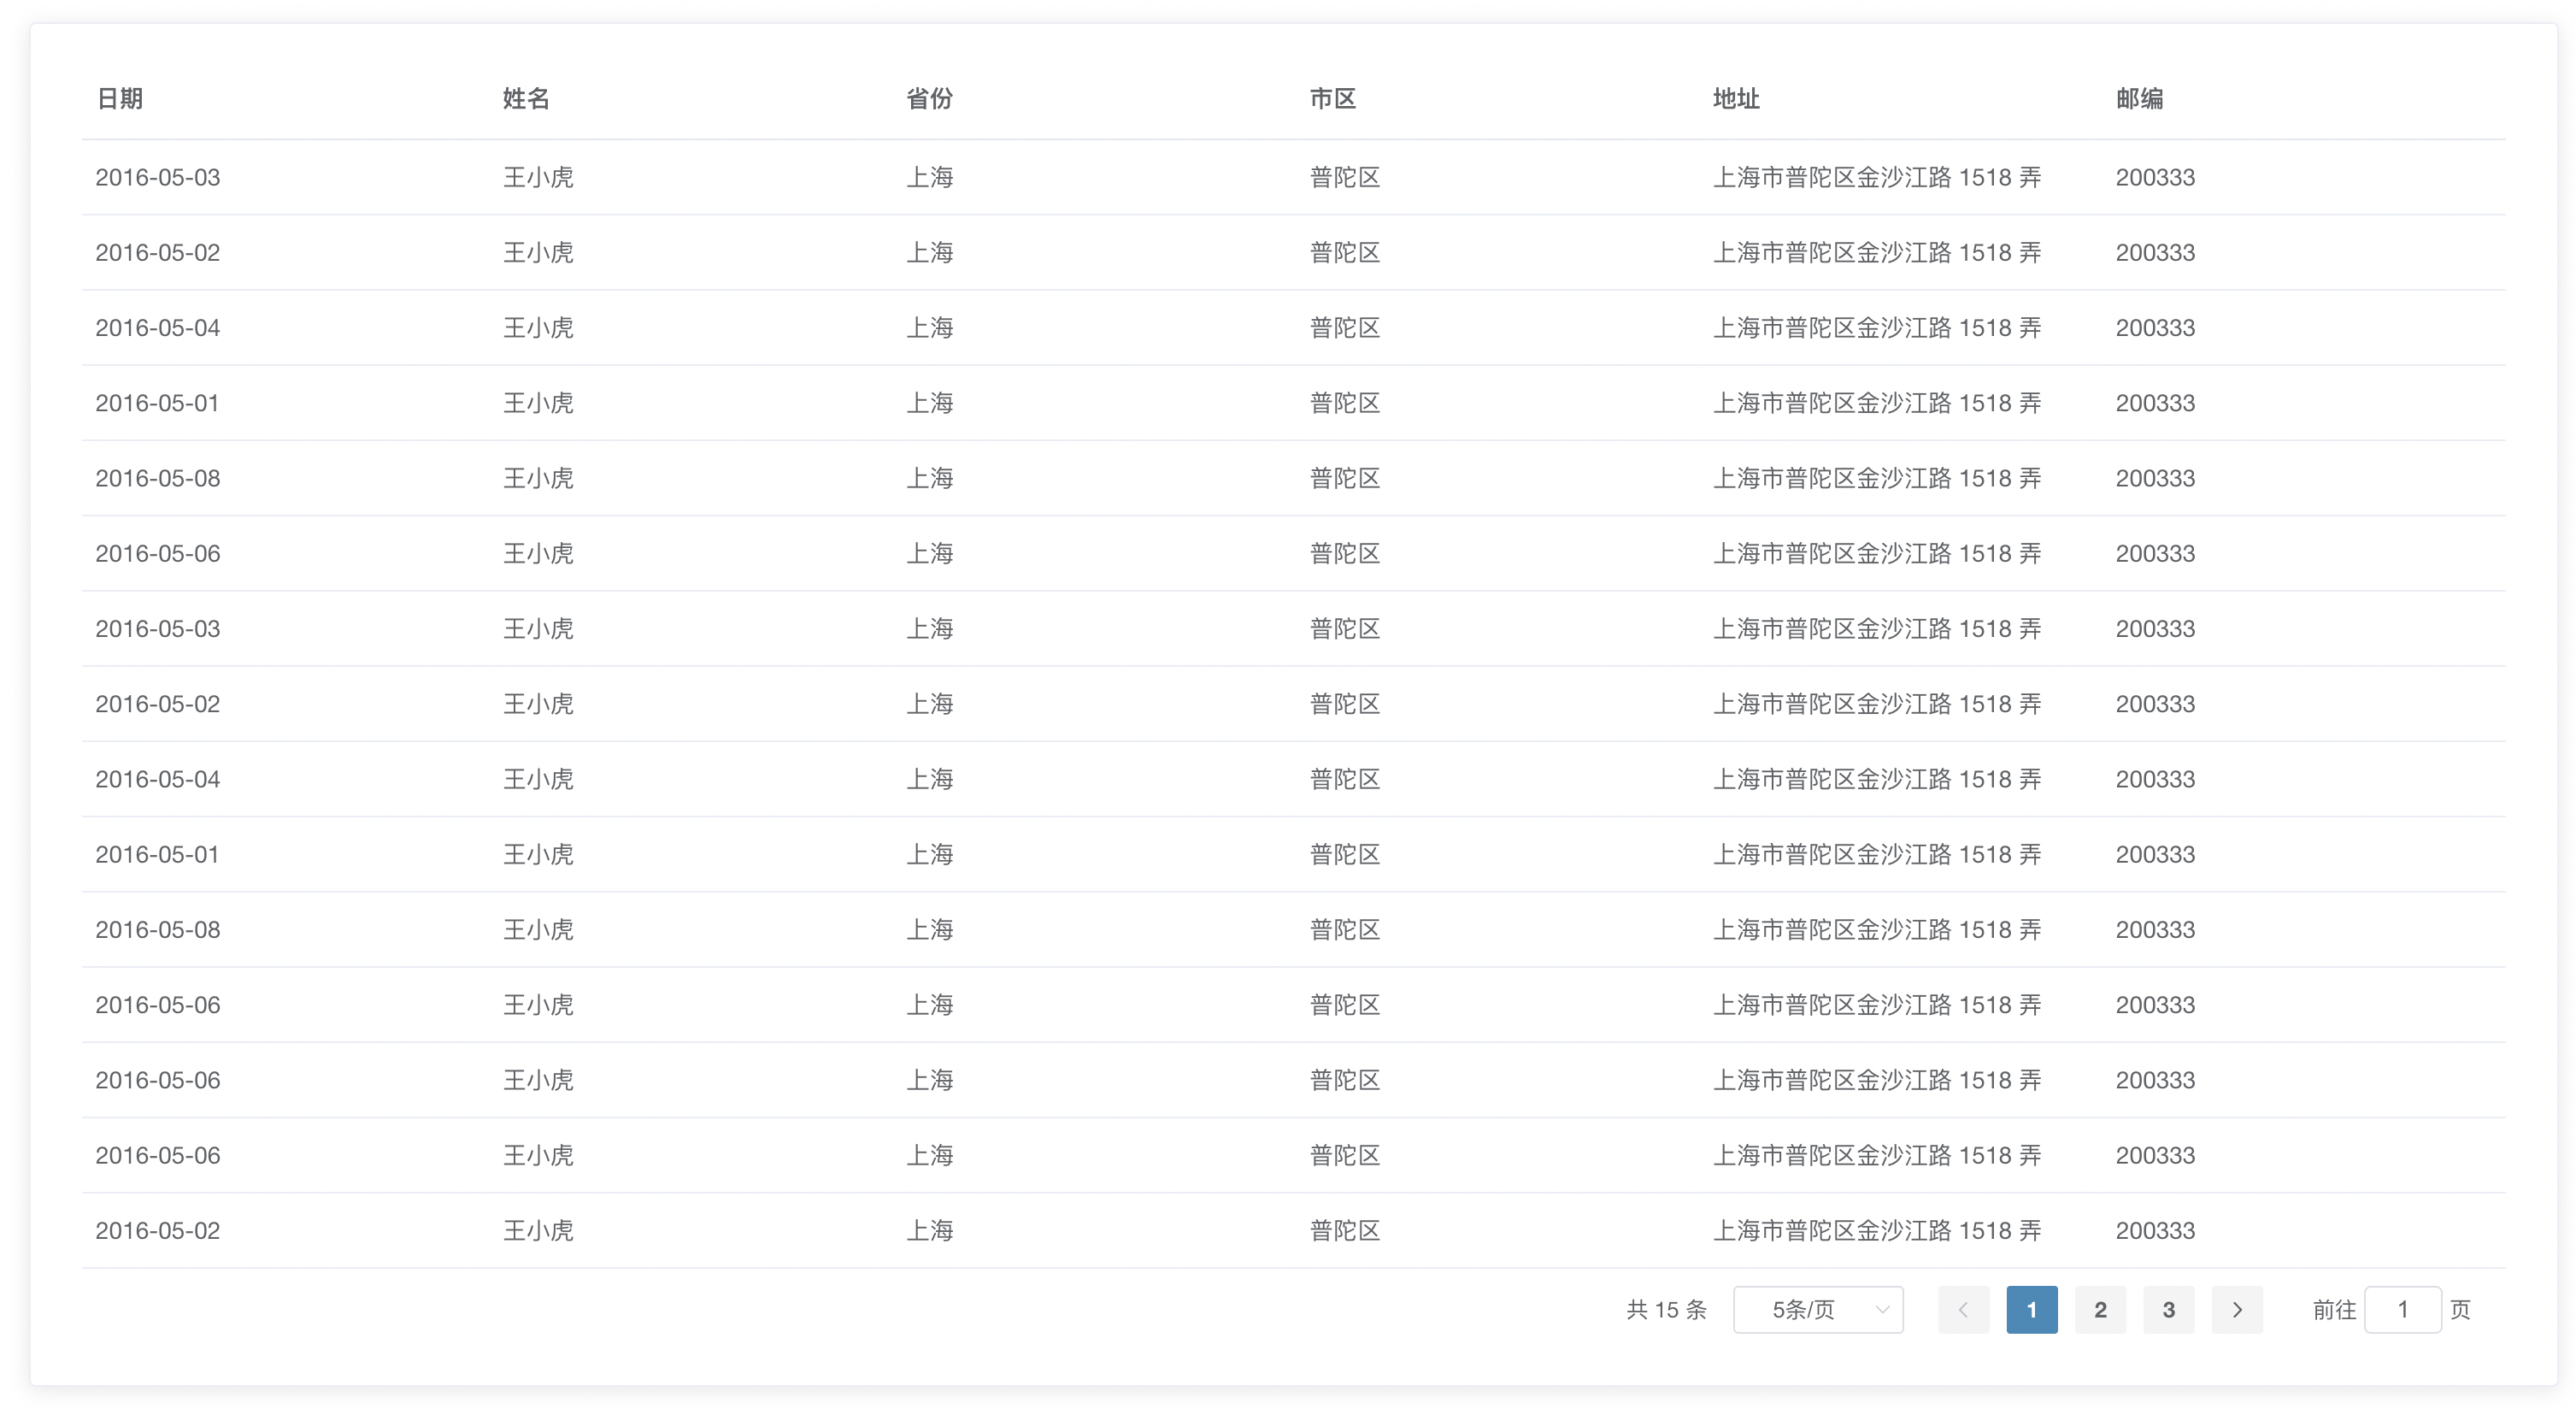 日期 姓名 省份 市区 地址 邮编
2016-05-03 王小虎 上海 普陀区 上海市普陀区金沙江路 1518 弄 200333
2016-05-02 王小虎 上海 普陀区 上海市普陀区金沙江路 1518 弄 200333
2016-05-04 王小虎 上海 普陀区 上海市普陀区金沙江路 1518 弄 200333
2016-05-01 王小虎 上海 普陀区 上海市普陀区金沙江路 1518 弄 200333
2016-05-08 王小虎 上海 普陀区 上海市普陀区金沙江路 1518 弄 200333
2016-05-06 王小虎 上海 普陀区 上海市普陀区金沙江路 1518 弄 200333
2016-05-03 王小虎 上海 普陀区 上海市普陀区金沙江路 1518 弄 200333
2016-05-02 王小虎 上海 普陀区 上海市普陀区金沙江路 1518 弄 200333
2016-05-04 王小虎 上海 普陀区 上海市普陀区金沙江路 1518 弄 200333
2016-05-01 王小虎 上海 普陀区 上海市普陀区金沙江路 1518 弄 200333
2016-05-08 王小虎 上海 普陀区 上海市普陀区金沙江路 1518 弄 200333
2016-05-06 王小虎 上海 普陀区 上海市普陀区金沙江路 1518 弄 200333
2016-05-06 王小虎 上海 普陀区 上海市普陀区金沙江路 1518 弄 200333
2016-05-06 王小虎 上海 普陀区 上海市普陀区金沙江路 1518 弄 200333
2016-05-02 王小虎 上海 普陀区 上海市普陀区金沙江路 1518 弄 200333
共 15 条 5条/页 1 2 3 前往 1 页